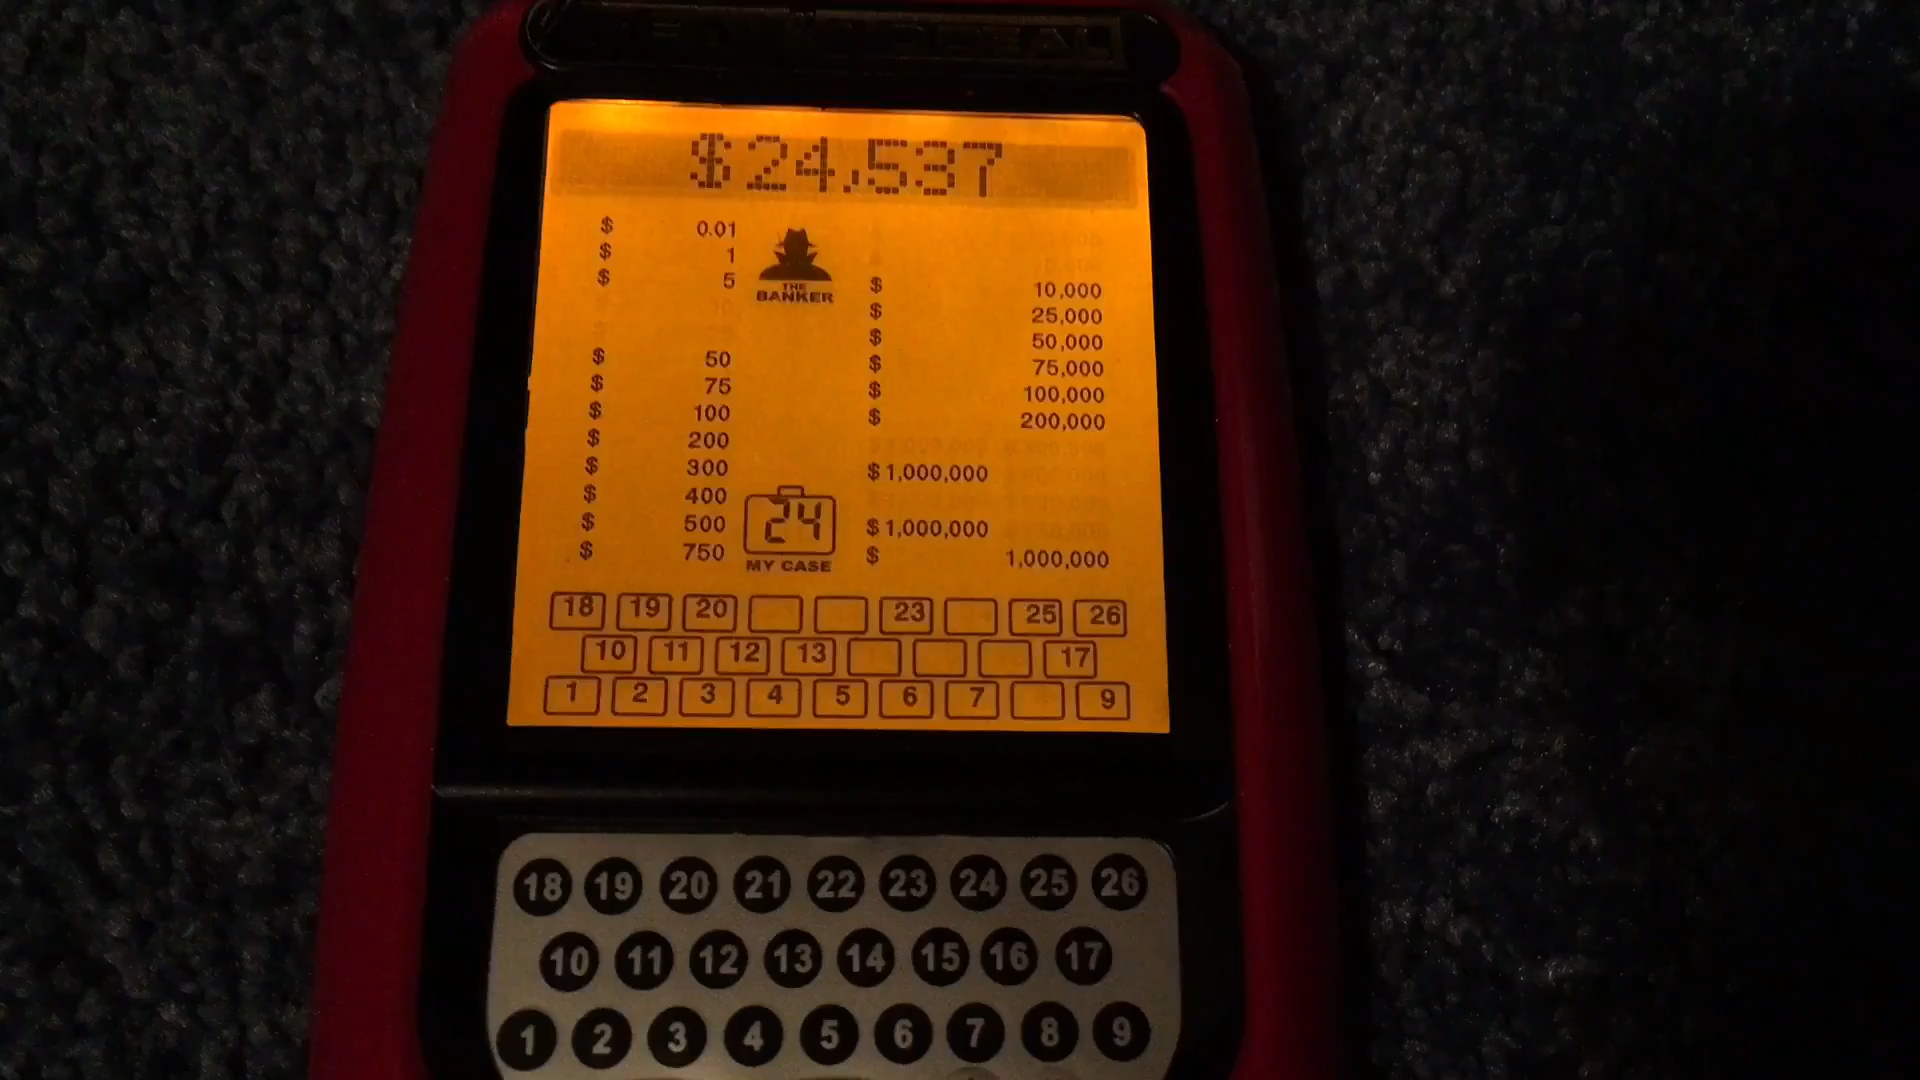 DEAL
$24,537
$ 0.01
$ 1
$ 5
$ 50
$ 75
$ 100
$ 200
$ 300
$ 400
$ 500
$ 750
THE
BANKER
24
MY CASE
$ 10,000
$ 25,000
$ 50,000
$ 75,000
$ 100,000
$ 200,000
$1,000,000
$1,000,000
$ 1,000,000
18 19 20 23 25 26
10 11 12 13 17
1 2 3 4 5 6 7 9
18 19 20 21 22 23 24 25 26
10 11 12 13 14 15 16 17
1 2 3 4 5 6 7 8 9